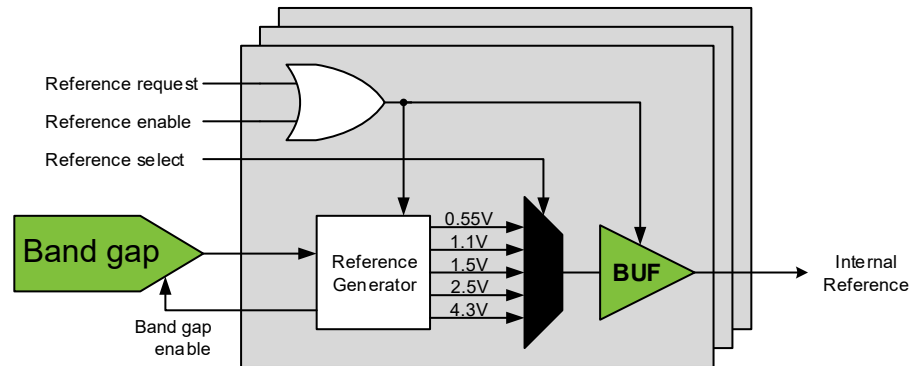 Reference request
Reference enable
Reference select
Band gap
Reference
Generator
0.55V
1.1V
1.5V
2.5V
4.3V
BUF
Internal
Reference
Band gap
enable